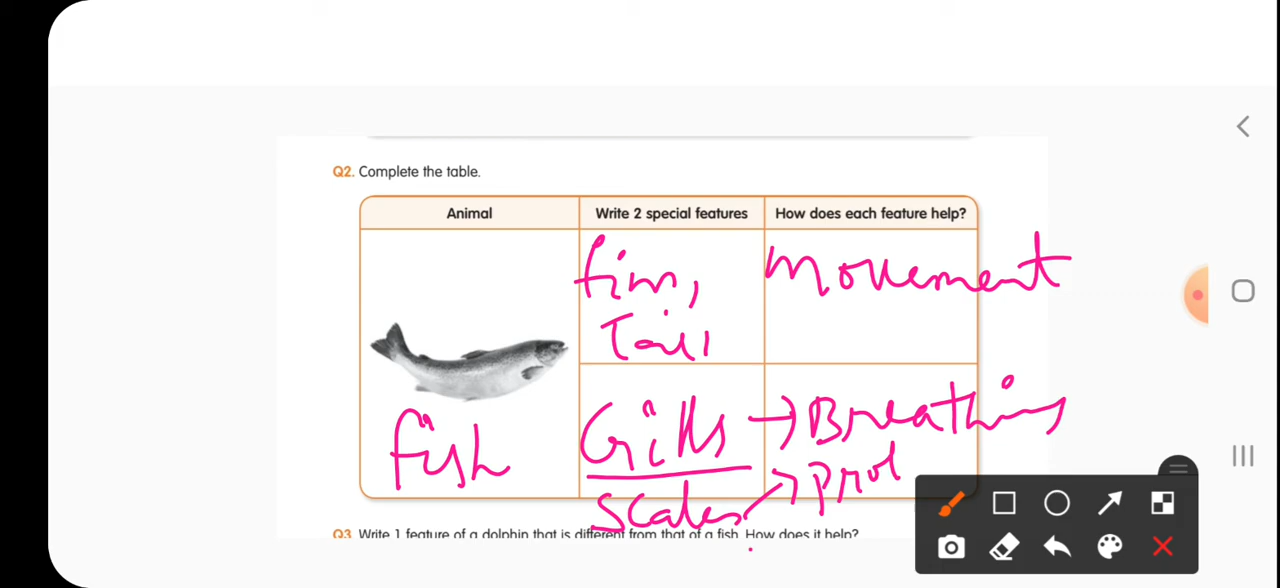 Q2. Complete the table.
Animal Write 2 special features How does each feature help?
fin, movement
Tail
fish Gills → Breathing
scales → prot
Q3 Write 1 feature of a dolphin that is different from that of a fish. How does it help?